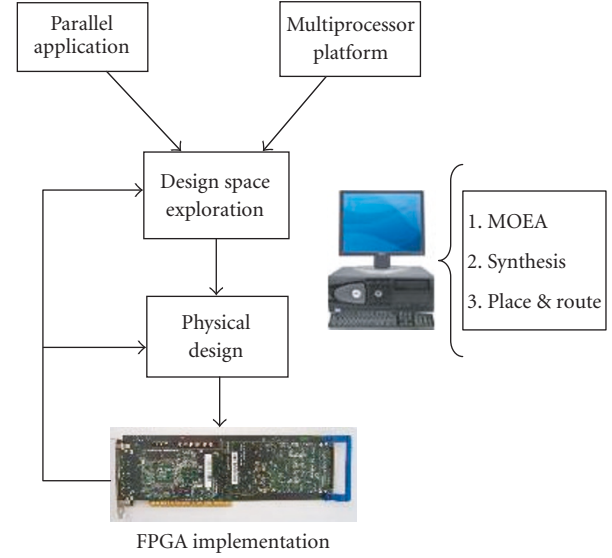 Parallel
application
Multiprocessor
platform
Design space
exploration
1. MOEA
2. Synthesis
3. Place & route
Physical
design
FPGA implementation